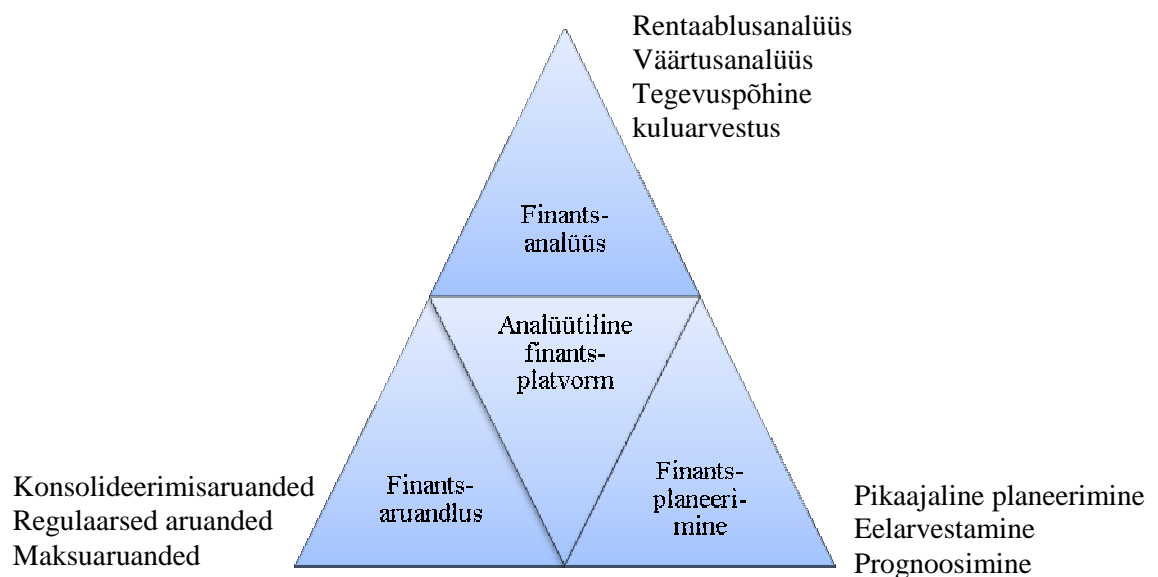 Rentaablusanalüüs
Väärtusanalüüs
Tegevuspõhine
kuluarvestus
Finants-
analüüs
Analüütiline
finants-
platvorm
Konsolideerimisaruanded
Regulaarsed aruanded
Maksuaruanded
Finants-
aruandlus
Finants-
planeeri-
mine
Pikaajaline planeerimine
Eelarvestamine
Prognoosimine